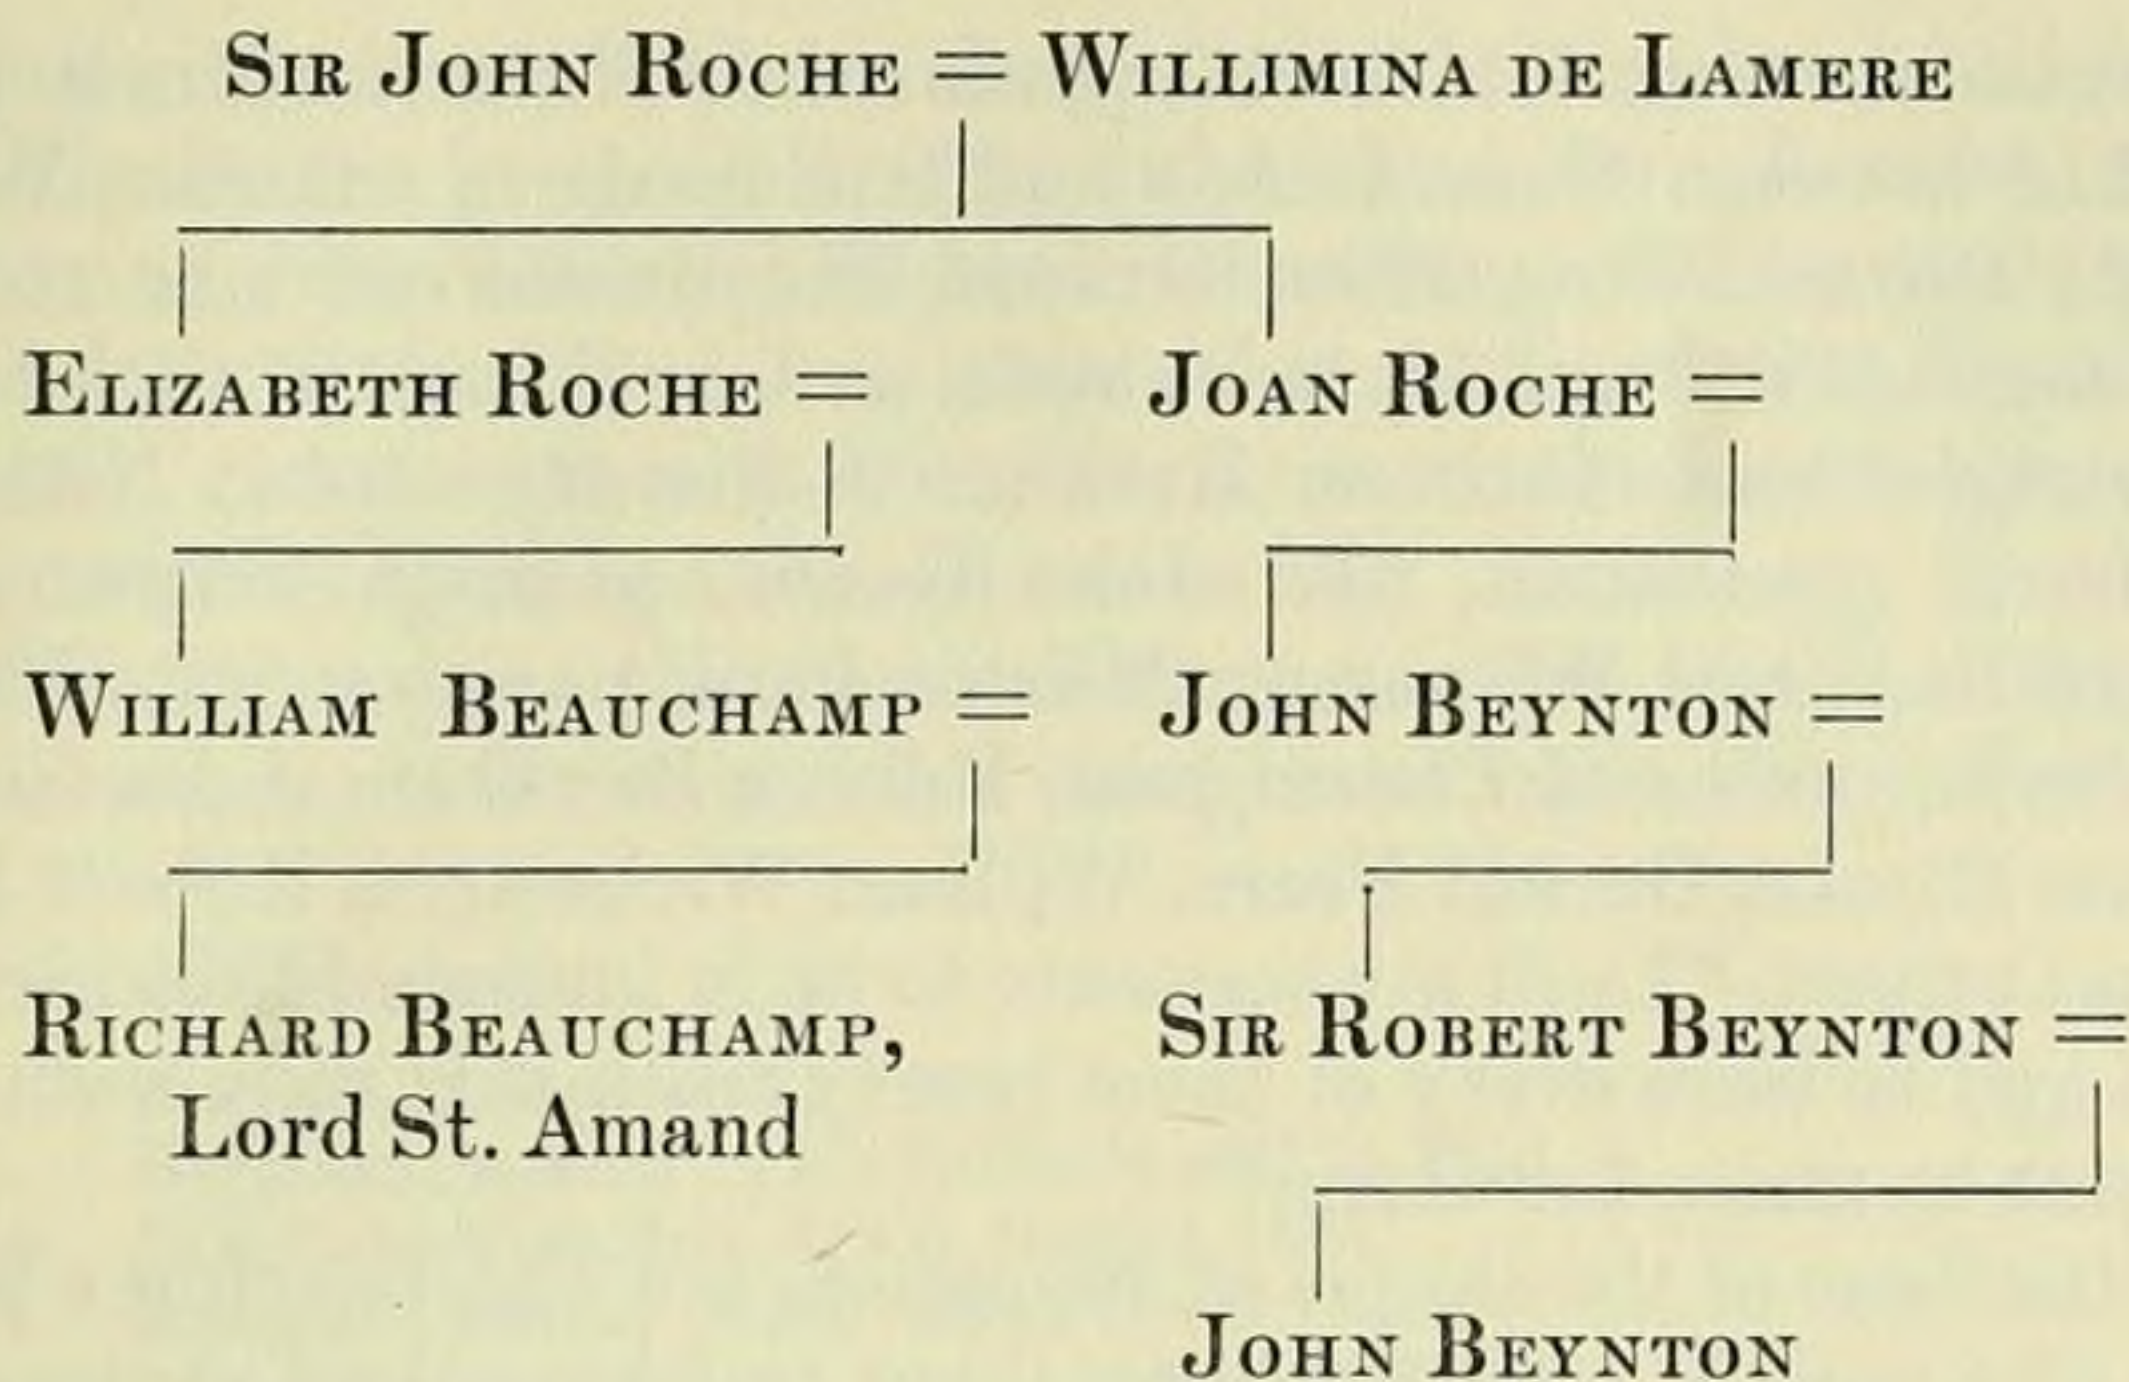 SIR JOHN ROCHE = WILLIMINA DE LAMERE
ELIZABETH ROCHE = JOAN ROCHE =
WILLIAM BEAUCHAMP = JOHN BEYNTON =
RICHARD BEAUCHAMP, SIR ROBERT BEYNTON =
Lord St. Amand
JOHN BEYNTON